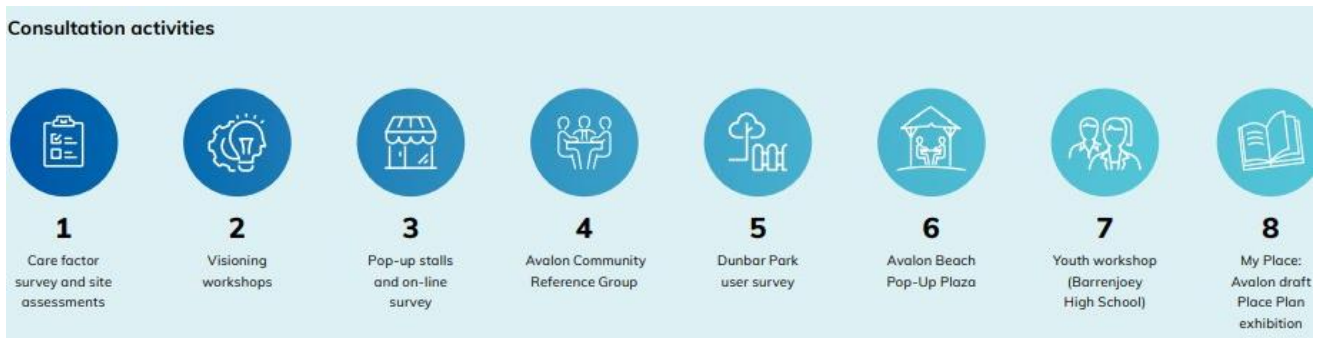 Consultation activities
1
Care factor
survey and site
assessments
2
Visioning
workshops
3
Pop-up stalls
and on-line
survey
4
Avalon Community
Reference Group
5
Dunbar Park
user survey
6
Avalon Beach
Pop-Up Plaza
7
Youth workshop
(Barrenjoey
High School)
8
My Place:
Avalon draft
Place Plan
exhibition